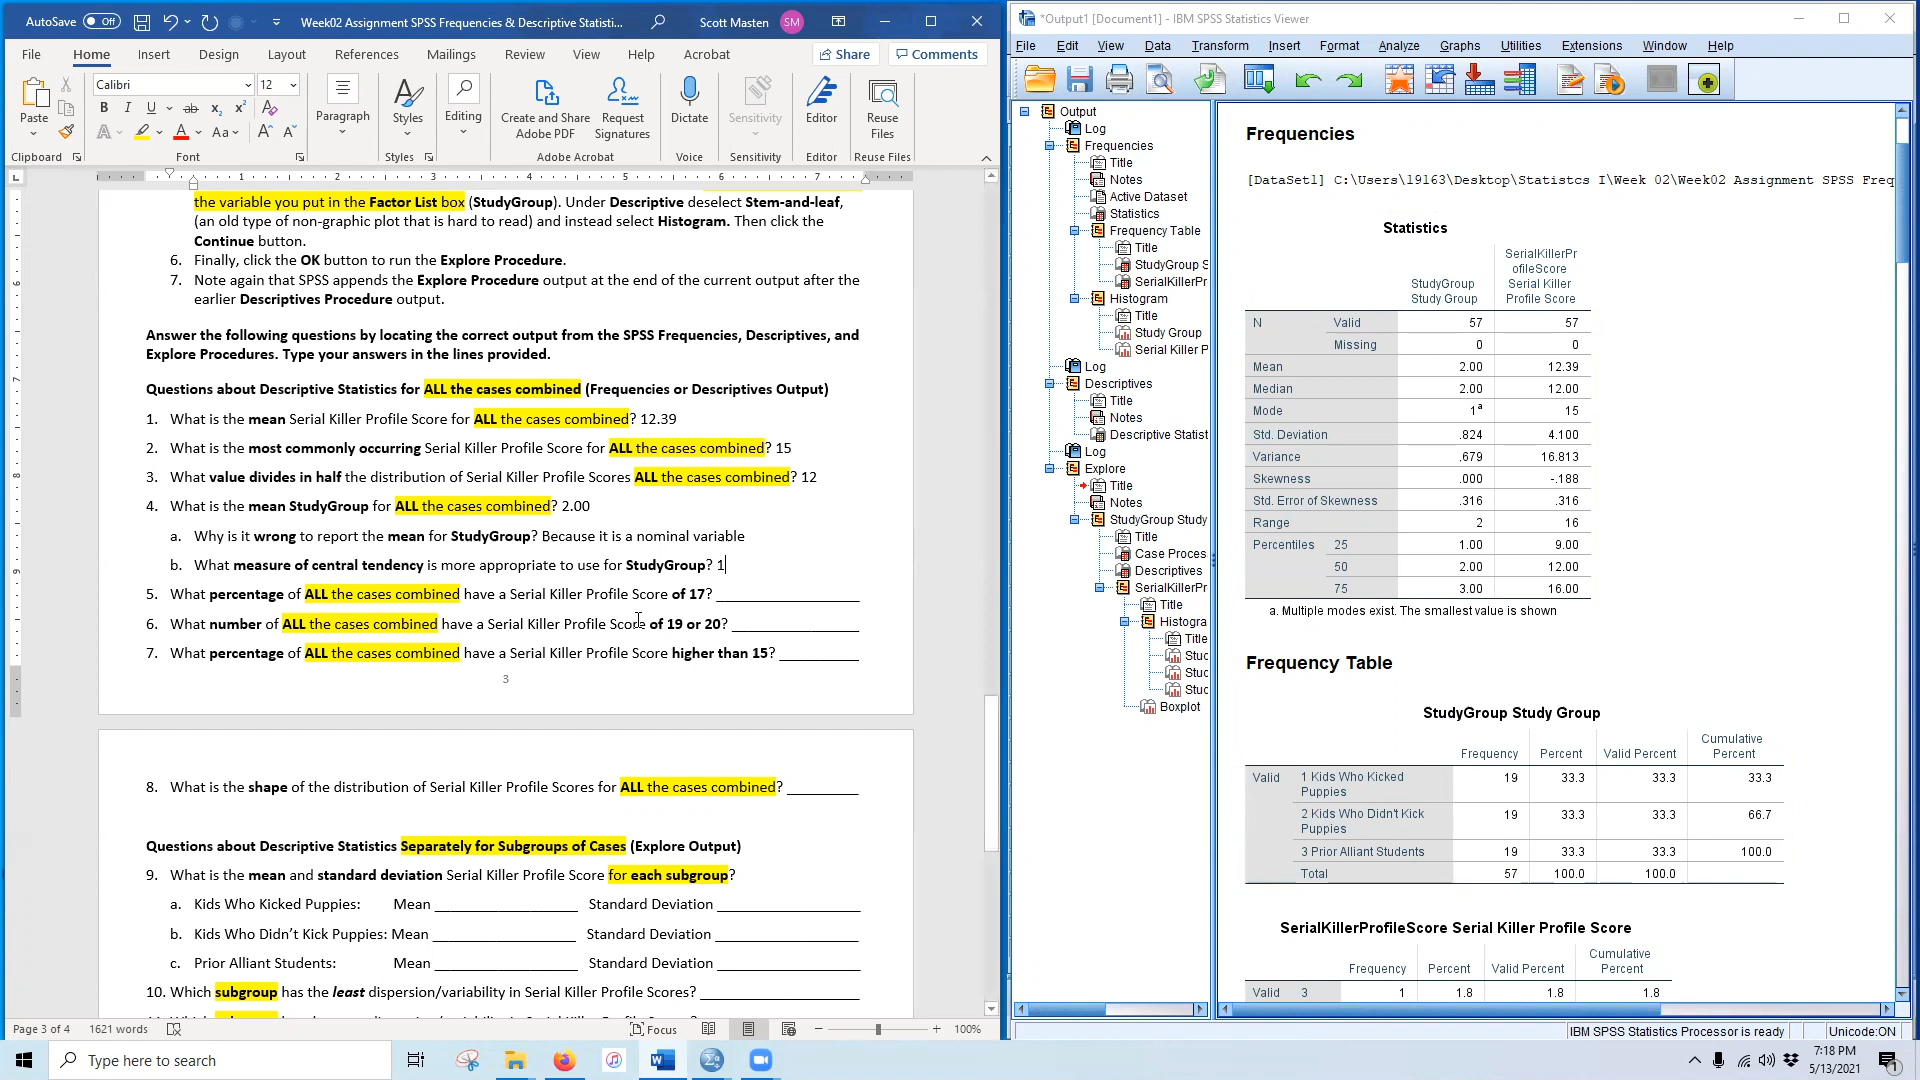 AutoSave Off Week02 Assignment SPSS Frequencies & Descriptive Statisti... Scott Masten SM
File Home Insert Design Layout References Mailings Review View Help Acrobat Share Comments
Calibri 12
Paste Paragraph Styles Editing Create and Share Adobe PDF Request Signatures Dictate Sensitivity Editor Reuse Files
Clipboard Font Styles Adobe Acrobat Voice Sensitivity Editor Reuse Files
the variable you put in the Factor List box (StudyGroup). Under Descriptive deselect Stem-and-leaf,
(an old type of non-graphic plot that is hard to read) and instead select Histogram. Then click the
Continue button.
6. Finally, click the OK button to run the Explore Procedure.
7. Note again that SPSS appends the Explore Procedure output at the end of the current output after the
earlier Descriptives Procedure output.
Answer the following questions by locating the correct output from the SPSS Frequencies, Descriptives, and
Explore Procedures. Type your answers in the lines provided.
Questions about Descriptive Statistics for ALL the cases combined (Frequencies or Descriptives Output)
1. What is the mean Serial Killer Profile Score for ALL the cases combined? 12.39
2. What is the most commonly occurring Serial Killer Profile Score for ALL the cases combined? 15
3. What value divides in half the distribution of Serial Killer Profile Scores ALL the cases combined? 12
4. What is the mean StudyGroup for ALL the cases combined? 2.00
a. Why is it wrong to report the mean for StudyGroup? Because it is a nominal variable
b. What measure of central tendency is more appropriate to use for StudyGroup? 1
5. What percentage of ALL the cases combined have a Serial Killer Profile Score of 17? ___
6. What number of ALL the cases combined have a Serial Killer Profile Score of 19 or 20? ___
7. What percentage of ALL the cases combined have a Serial Killer Profile Score higher than 15? ___
3
8. What is the shape of the distribution of Serial Killer Profile Scores for ALL the cases combined? ___
Questions about Descriptive Statistics Separately for Subgroups of Cases (Explore Output)
9. What is the mean and standard deviation Serial Killer Profile Score for each subgroup?
a. Kids Who Kicked Puppies: Mean ___ Standard Deviation ___
b. Kids Who Didn't Kick Puppies: Mean ___ Standard Deviation ___
c. Prior Alliant Students: Mean ___ Standard Deviation ___
10. Which subgroup has the least dispersion/variability in Serial Killer Profile Scores? ___
Page 3 of 4 1621 words Focus 100%
*Output1 [Document1] - IBM SPSS Statistics Viewer
File Edit View Data Transform Insert Format Analyze Graphs Utilities Extensions Window Help
Output
Log
Frequencies
Title
Notes
Active Dataset
Statistics
Frequency Table
Title
StudyGroup S
SerialKillerPr
Histogram
Title
Study Group
Serial Killer P
Log
Descriptives
Title
Notes
Descriptive Statist
Log
Explore
Title
Notes
StudyGroup Study
Title
Case Proces
Descriptives
SerialKillerPr
Title
Histogra
Title
Stuc
Stuc
Stuc
Boxplot
Frequencies
[DataSet1] C:\Users\19163\Desktop\Statistcs I\Week 02\Week02 Assignment SPSS Freq
Statistics
StudyGroup Study Group SerialKillerProfileScore Serial Killer Profile Score
N Valid 57 57
Missing 0 0
Mean 2.00 12.39
Median 2.00 12.00
Mode 1a 15
Std. Deviation .824 4.100
Variance .679 16.813
Skewness .000 -.188
Std. Error of Skewness .316 .316
Range 2 16
Percentiles 25 1.00 9.00
50 2.00 12.00
75 3.00 16.00
a. Multiple modes exist. The smallest value is shown
Frequency Table
StudyGroup Study Group
Frequency Percent Valid Percent Cumulative Percent
Valid 1 Kids Who Kicked Puppies 19 33.3 33.3 33.3
2 Kids Who Didn't Kick Puppies 19 33.3 33.3 66.7
3 Prior Alliant Students 19 33.3 33.3 100.0
Total 57 100.0 100.0
SerialKillerProfileScore Serial Killer Profile Score
Frequency Percent Valid Percent Cumulative Percent
Valid 3 1 1.8 1.8 1.8
IBM SPSS Statistics Processor is ready Unicode:ON
Type here to search
7:18 PM
5/13/2021